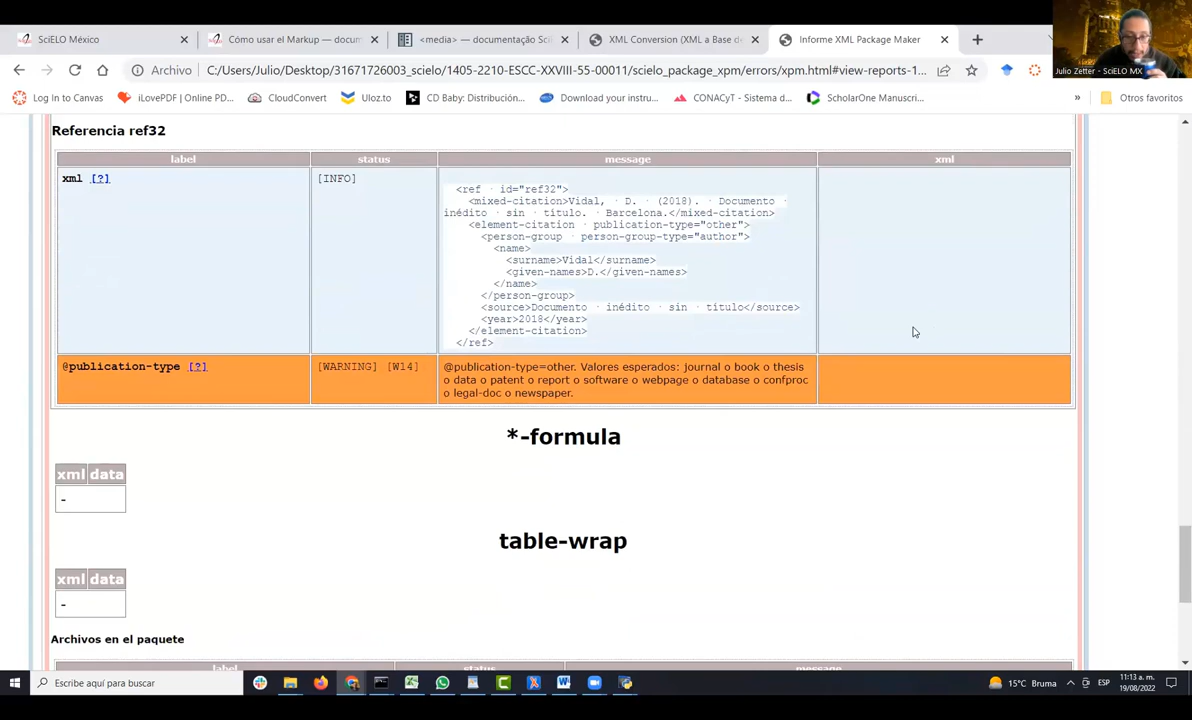 SciELO México
Cómo usar el Markup — docum
<media> — documentação Sci
XML Conversion (XML a Base de
Informe XML Package Maker
Archivo
C:/Users/Julio/Desktop/31671726003_scielo/1405-2210-ESCC-XXVIII-55-00011/scielo_package_xpm/errors/xpm.html#view-reports-1...
Julio Zetter - SciELO MX
Log In to Canvas
iLovePDF | Online PD...
CloudConvert
Uloz.to
CD Baby: Distribución...
Download your instru...
CONACyT - Sistema d...
ScholarOne Manuscri...
»
Otros favoritos
Referencia ref32
label status message xml
xml [?] [INFO]
<ref · id="ref32">
<mixed-citation>Vidal, · D. · (2018). · Documento ·
inédito · sin · título. · Barcelona.</mixed-citation>
<element-citation · publication-type="other">
<person-group · person-group-type="author">
<name>
<surname>Vidal</surname>
<given-names>D.</given-names>
</name>
</person-group>
<source>Documento · inédito · sin · título</source>
<year>2018</year>
</element-citation>
</ref>
@publication-type [?] [WARNING] [W14] @publication-type=other. Valores esperados: journal o book o thesis
o data o patent o report o software o webpage o database o confproc
o legal-doc o newspaper.
*-formula
xml data
-
table-wrap
xml data
-
Archivos en el paquete
label status message
Escribe aquí para buscar
15°C Bruma
ESP
11:13 a. m.
19/08/2022